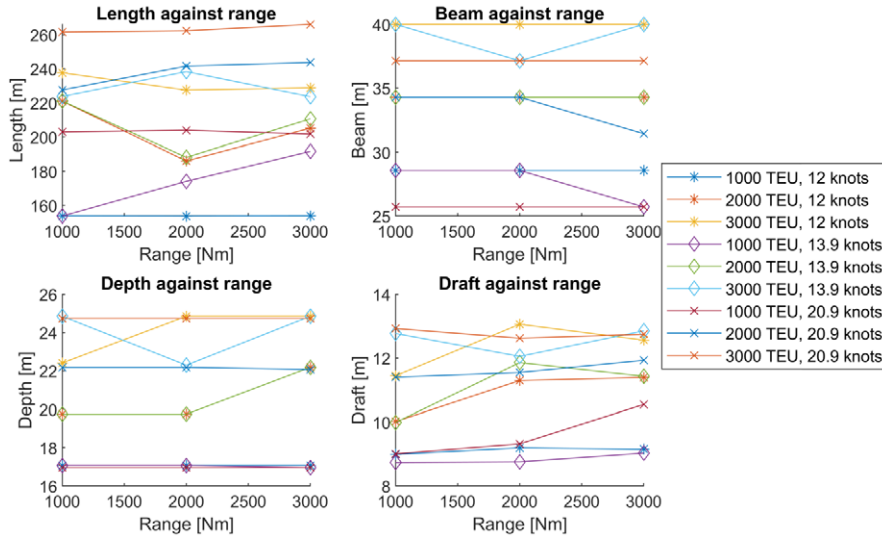 Length against range
260
240
220
200
180
160
Length [m]
1000 1500 2000 2500 3000
Range [Nm]
Beam against range
40
35
30
25
Beam [m]
1000 1500 2000 2500 3000
Range [Nm]
Depth against range
26
24
22
20
18
16
Depth [m]
1000 1500 2000 2500 3000
Range [Nm]
Draft against range
14
12
10
8
Draft [m]
1000 1500 2000 2500 3000
Range [Nm]
1000 TEU, 12 knots
2000 TEU, 12 knots
3000 TEU, 12 knots
1000 TEU, 13.9 knots
2000 TEU, 13.9 knots
3000 TEU, 13.9 knots
1000 TEU, 20.9 knots
2000 TEU, 20.9 knots
3000 TEU, 20.9 knots